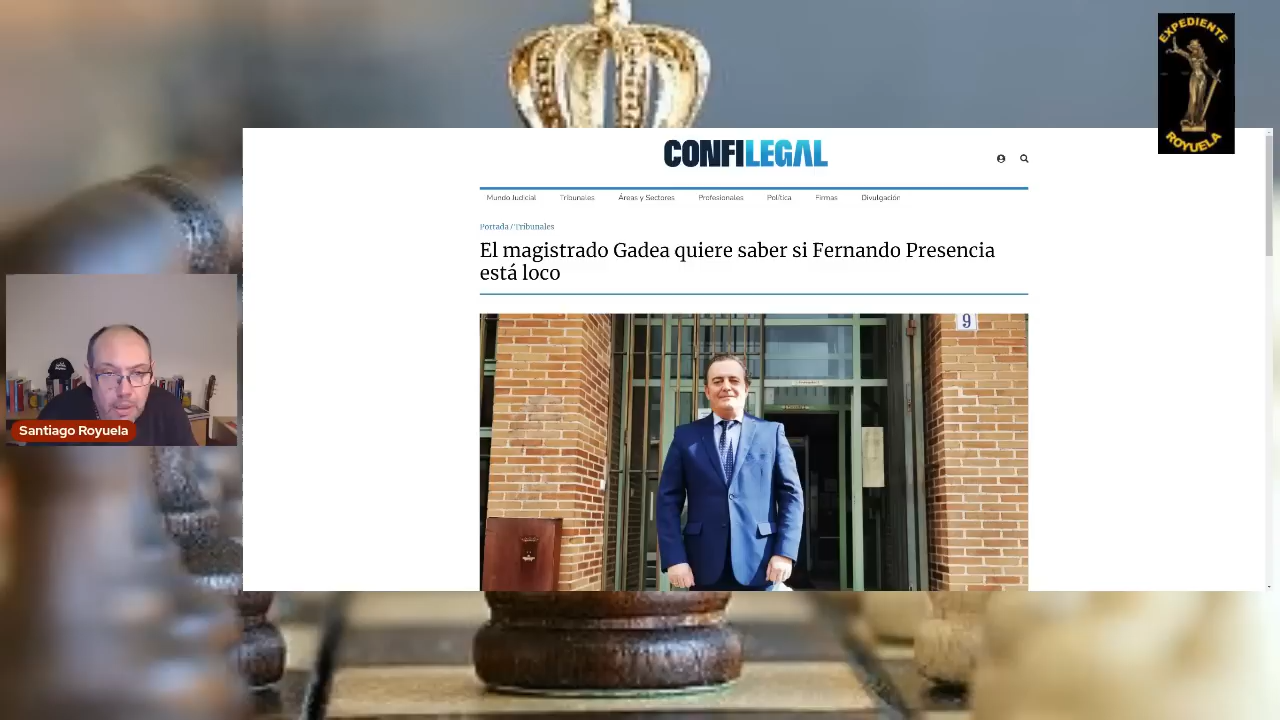 EXPEDIENTE
ROYUELA
CONFILEGAL
Mundo Judicial Tribunales Áreas y Sectores Profesionales Política Firmas Divulgación
Portada / Tribunales
El magistrado Gadea quiere saber si Fernando Presencia
está loco
9
Santiago Royuela